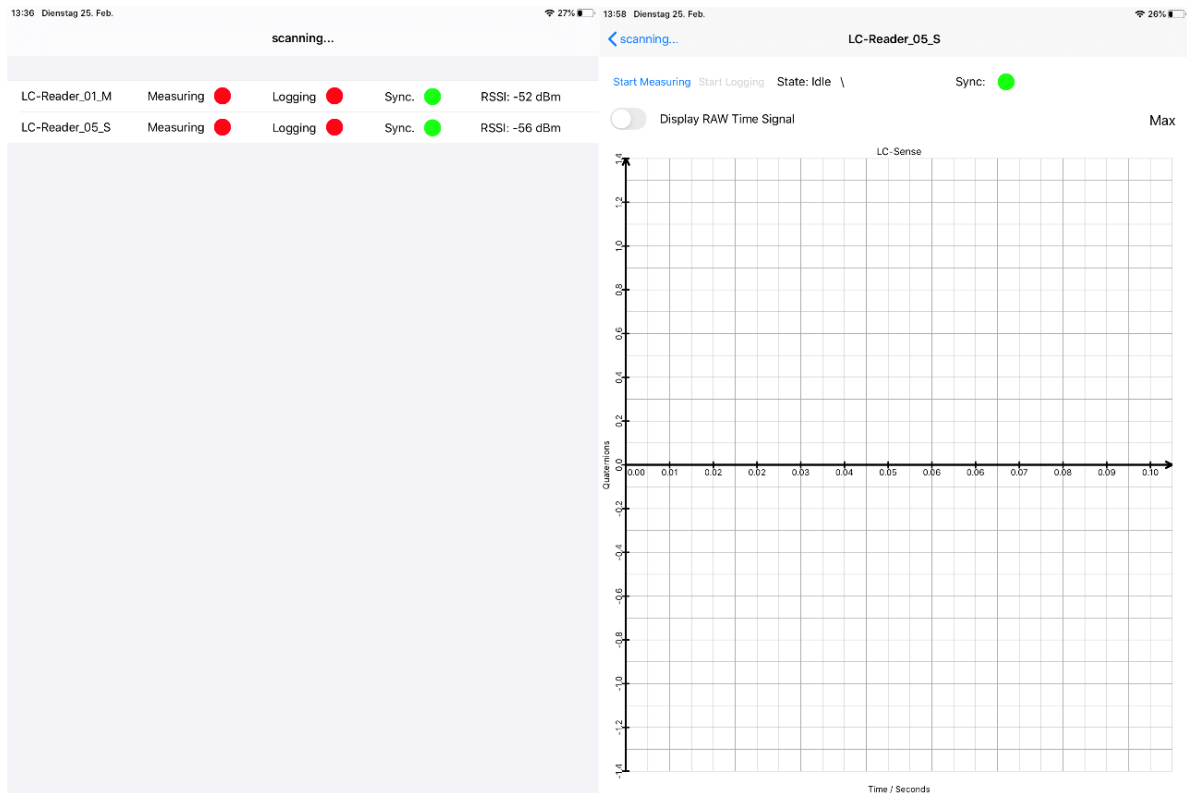 13:36 Dienstag 25. Feb. 27%
scanning...
LC-Reader_01_M Measuring Logging Sync. RSSI: -52 dBm
LC-Reader_05_S Measuring Logging Sync. RSSI: -56 dBm
13:58 Dienstag 25. Feb. 26%
scanning... LC-Reader_05_S
Start Measuring Start Logging State: Idle \ Sync:
Display RAW Time Signal Max
LC-Sense
1.4
1.2
1.0
0.8
0.6
0.4
0.2
0.0
-0.2
-0.4
-0.6
-0.8
-1.0
-1.2
-1.4
Quaternions
0.00 0.01 0.02 0.02 0.03 0.04 0.05 0.06 0.06 0.07 0.08 0.09 0.10
Time / Seconds